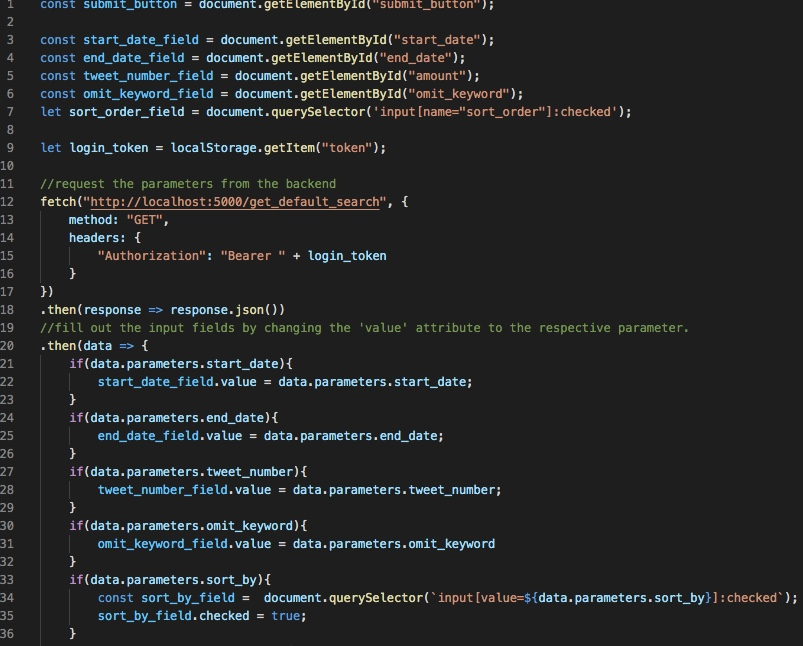 1 const submit_button = document.getElementById("submit_button");
2
3 const start_date_field = document.getElementById("start_date");
4 const end_date_field = document.getElementById("end_date");
5 const tweet_number_field = document.getElementById("amount");
6 const omit_keyword_field = document.getElementById("omit_keyword");
7 let sort_order_field = document.querySelector('input[name="sort_order"]:checked');
8
9 let login_token = localStorage.getItem("token");
10
11 //request the parameters from the backend
12 fetch("http://localhost:5000/get_default_search", {
13     method: "GET",
14     headers: {
15         "Authorization": "Bearer " + login_token
16     }
17 })
18 .then(response => response.json())
19 //fill out the input fields by changing the 'value' attribute to the respective parameter.
20 .then(data => {
21     if(data.parameters.start_date){
22         start_date_field.value = data.parameters.start_date;
23     }
24     if(data.parameters.end_date){
25         end_date_field.value = data.parameters.end_date;
26     }
27     if(data.parameters.tweet_number){
28         tweet_number_field.value = data.parameters.tweet_number;
29     }
30     if(data.parameters.omit_keyword){
31         omit_keyword_field.value = data.parameters.omit_keyword
32     }
33     if(data.parameters.sort_by){
34         const sort_by_field =  document.querySelector(`input[value=${data.parameters.sort_by}]:checked`);
35         sort_by_field.checked = true;
36     }